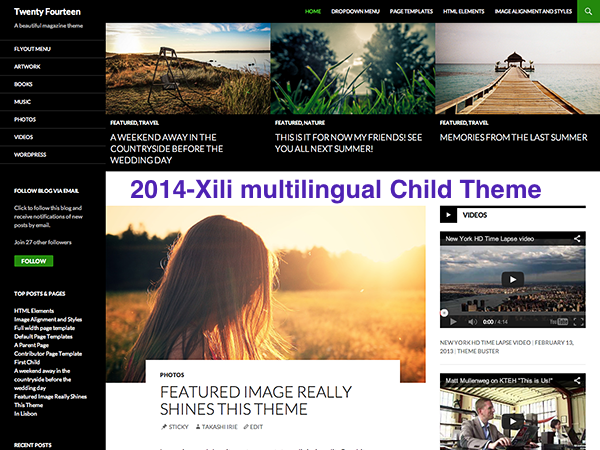 Twenty Fourteen
A beautiful magazine theme
HOME
DROPDOWN MENU
PAGE TEMPLATES
HTML ELEMENTS
IMAGE ALIGNMENT AND STYLES
FLYOUT MENU
ARTWORK
BOOKS
MUSIC
PHOTOS
VIDEOS
WORDPRESS
FEATURED, TRAVEL
A WEEKEND AWAY IN THE
COUNTRYSIDE BEFORE THE
WEDDING DAY
FEATURED, NATURE
THIS IS IT FOR NOW MY FRIENDS! SEE
YOU ALL NEXT SUMMER!
FEATURED, TRAVEL
MEMORIES FROM THE LAST SUMMER
2014-Xili multilingual Child Theme
FOLLOW BLOG VIA EMAIL
Click to follow this blog and
receive notifications of new
posts by email.
Join 27 other followers
FOLLOW
TOP POSTS & PAGES
HTML Elements
Image Alignment and Styles
Full width page template
Default Page Templates
A Parent Page
Contributor Page Template
First Child
A weekend away in the
countryside before the
wedding day
Featured Image Really Shines
This Theme
In Lisbon
RECENT POSTS
PHOTOS
FEATURED IMAGE REALLY
SHINES THIS THEME
STICKY
TAKASHI IRIE
EDIT
VIDEOS
New York HD Time Lapse video
0:00 / 4:14
NEW YORK HD TIME LAPSE VIDEO | FEBRUARY 13,
2013 | THEME BUSTER
Matt Mullenweg on KTEH "This is Us!"